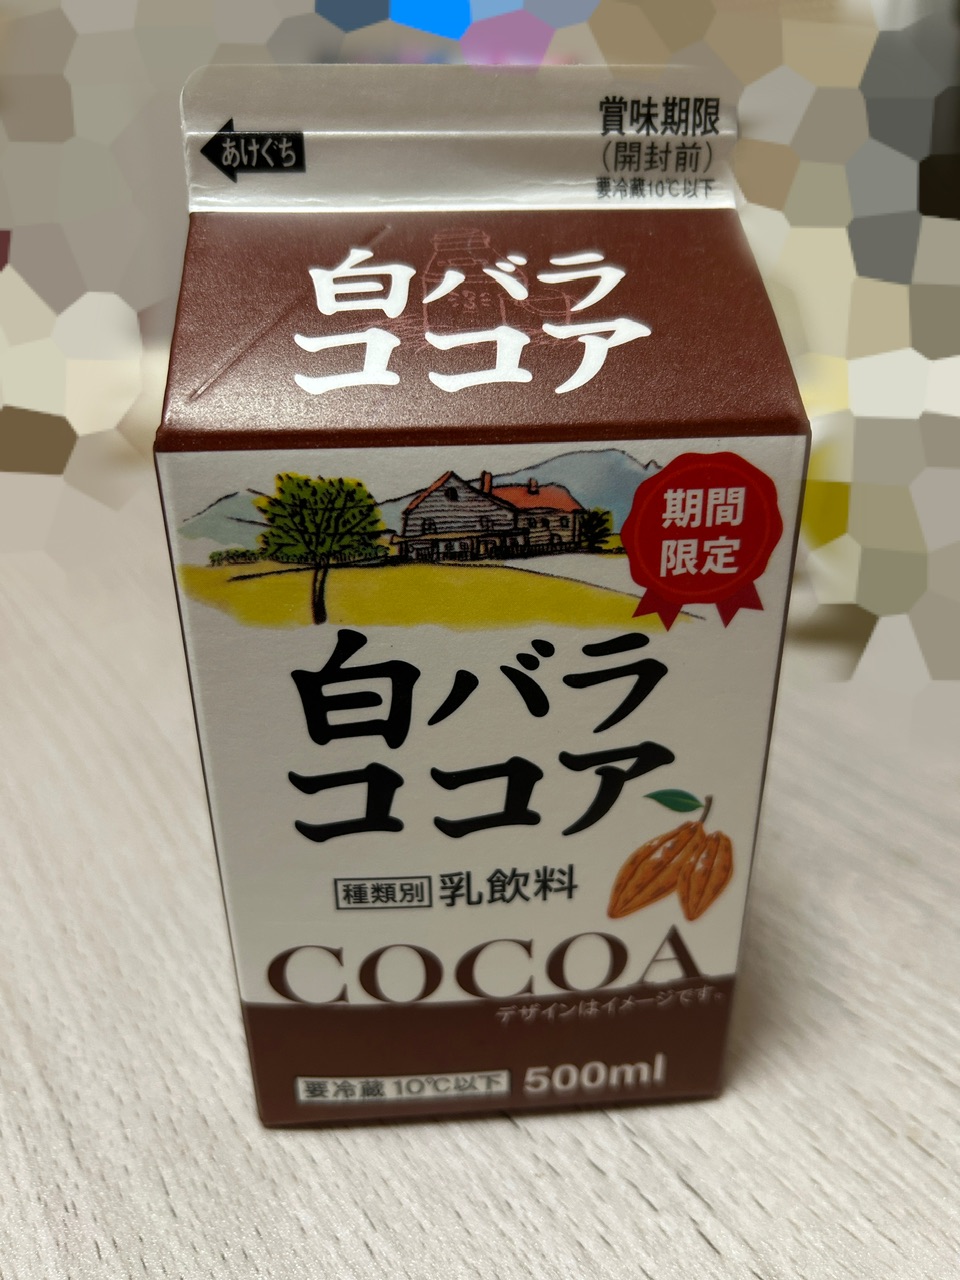 あけぐち
賞味期限
(開封前)
要冷蔵10℃以下
白バラ
ココア
期間
限定
白バラ
ココア
種類別 乳飲料
COCOA
デザインはイメージです。
要冷蔵10℃以下 500ml